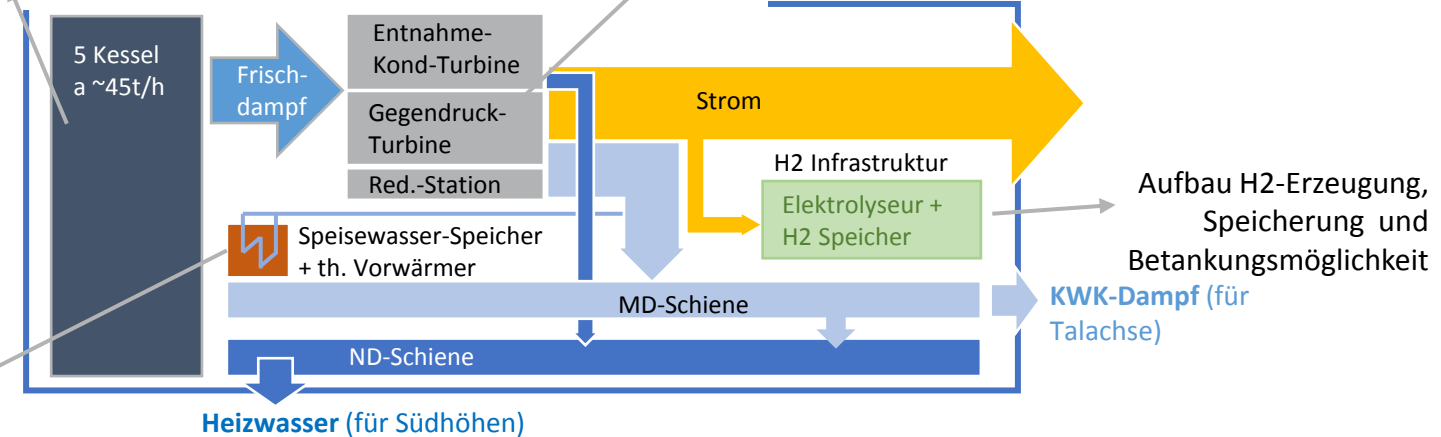 5 Kessel
a ~45t/h
Frisch-
dampf
Entnahme-
Kond-Turbine
Gegendruck-
Turbine
Red.-Station
Strom
H2 Infrastruktur
Elektrolyseur +
H2 Speicher
Aufbau H2-Erzeugung,
Speicherung und
Betankungsmöglichkeit
Speisewasser-Speicher
+ th. Vorwärmer
MD-Schiene
KWK-Dampf (für
Talachse)
ND-Schiene
Heizwasser (für Südhöhen)